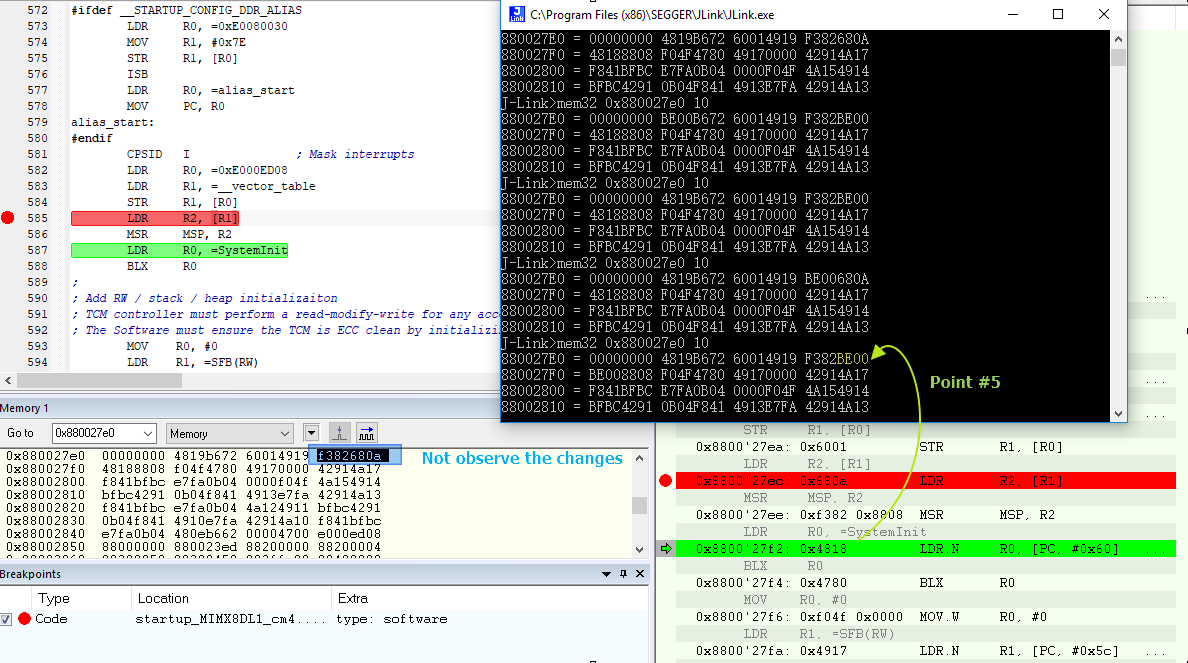 572 #ifdef __STARTUP_CONFIG_DDR_ALIAS
573 LDR R0, =0xE0080030
574 MOV R1, #0x7E
575 STR R1, [R0]
576 ISB
577 LDR R0, =alias_start
578 MOV PC, R0
579 alias_start:
580 #endif
581 CPSID I ; Mask interrupts
582 LDR R0, =0xE000ED08
583 LDR R1, =__vector_table
584 STR R1, [R0]
585 LDR R2, [R1]
586 MSR MSP, R2
587 LDR R0, =SystemInit
588 BLX R0
589 ;
590 ; Add RW / stack / heap initializaiton
591 ; TCM controller must perform a read-modify-write for any acc
592 ; The Software must ensure the TCM is ECC clean by initializi
593 MOV R0, #0
594 LDR R1, =SFB(RW)
C:\Program Files (x86)\SEGGER\JLink\JLink.exe
880027E0 = 00000000 4819B672 60014919 F382680A
880027F0 = 48188808 F04F4780 49170000 42914A17
88002800 = F841BFBC E7FA0B04 0000F04F 4A154914
88002810 = BFBC4291 0B04F841 4913E7FA 42914A13
J-Link>mem32 0x880027e0 10
880027E0 = 00000000 BE00B672 60014919 F382BE00
880027F0 = 48188808 F04F4780 49170000 42914A17
88002800 = F841BFBC E7FA0B04 0000F04F 4A154914
88002810 = BFBC4291 0B04F841 4913E7FA 42914A13
J-Link>mem32 0x880027e0 10
880027E0 = 00000000 4819B672 60014919 F382BE00
880027F0 = 48188808 F04F4780 49170000 42914A17
88002800 = F841BFBC E7FA0B04 0000F04F 4A154914
88002810 = BFBC4291 0B04F841 4913E7FA 42914A13
J-Link>mem32 0x880027e0 10
880027E0 = 00000000 4819B672 60014919 BE00680A
880027F0 = 48188808 F04F4780 49170000 42914A17
88002800 = F841BFBC E7FA0B04 0000F04F 4A154914
88002810 = BFBC4291 0B04F841 4913E7FA 42914A13
J-Link>mem32 0x880027e0 10
880027E0 = 00000000 4819B672 60014919 F382BE00
880027F0 = BE008808 F04F4780 49170000 42914A17
88002800 = F841BFBC E7FA0B04 0000F04F 4A154914
88002810 = BFBC4291 0B04F841 4913E7FA 42914A13
Point #5
Memory 1
Go to 0x880027e0 Memory
0x880027e0 00000000 4819b672 60014919 f382680a
0x880027f0 48188808 f04f4780 49170000 42914a17
0x88002800 f841bfbc e7fa0b04 0000f04f 4a154914
0x88002810 bfbc4291 0b04f841 4913e7fa 42914a13
0x88002820 f841bfbc e7fa0b04 4a124911 bfbc4291
0x88002830 0b04f841 4910e7fa 42914a10 f841bfbc
0x88002840 e7fa0b04 480eb662 00004700 e000ed08
0x88002850 88000000 880023ed 88200000 88200004
Not observe the changes
Breakpoints
Type Location Extra
Code startup_MIMX8DL1_cm4.... type: software
STR R1, [R0]
0x8800'27ea: 0x6001 STR R1, [R0]
LDR R2, [R1]
0x8800'27ec: 0x680a LDR R2, [R1]
MSR MSP, R2
0x8800'27ee: 0xf382 0x8808 MSR MSP, R2
LDR R0, =SystemInit
0x8800'27f2: 0x4818 LDR.N R0, [PC, #0x60] ...
BLX R0
0x8800'27f4: 0x4780 BLX R0
MOV R0, #0
0x8800'27f6: 0xf04f 0x0000 MOV.W R0, #0
LDR R1, =SFB(RW)
0x8800'27fa: 0x4917 LDR.N R1, [PC, #0x5c] ...